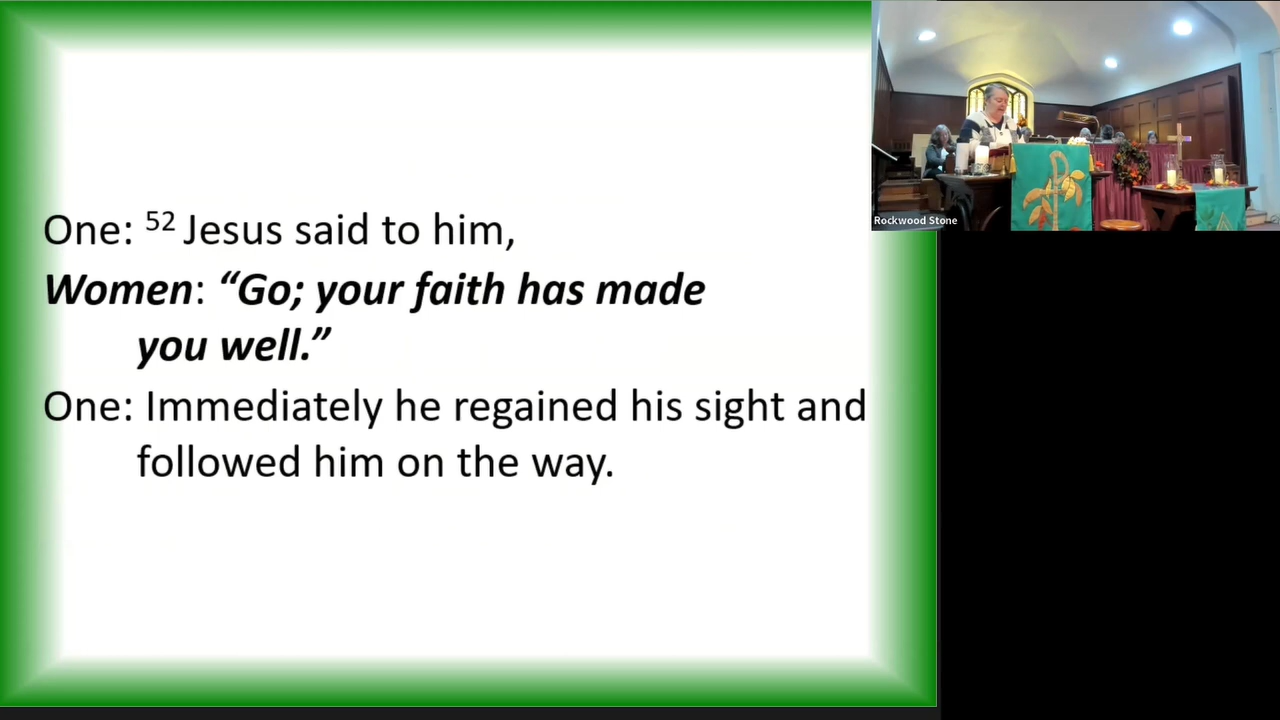 One: 52 Jesus said to him,
Women: “Go; your faith has made
you well.”
One: Immediately he regained his sight and
followed him on the way.
Rockwood Stone